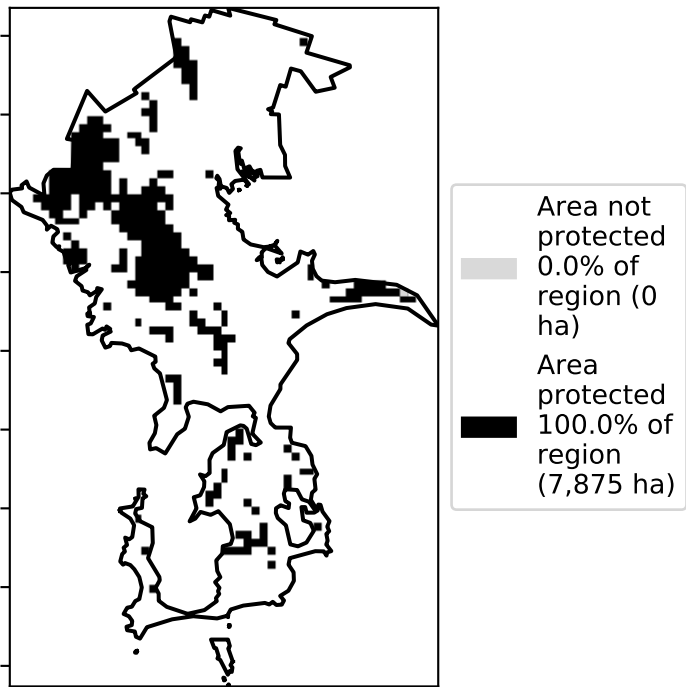 Area not
protected
0.0% of
region (0
ha)
Area
protected
100.0% of
region
(7,875 ha)